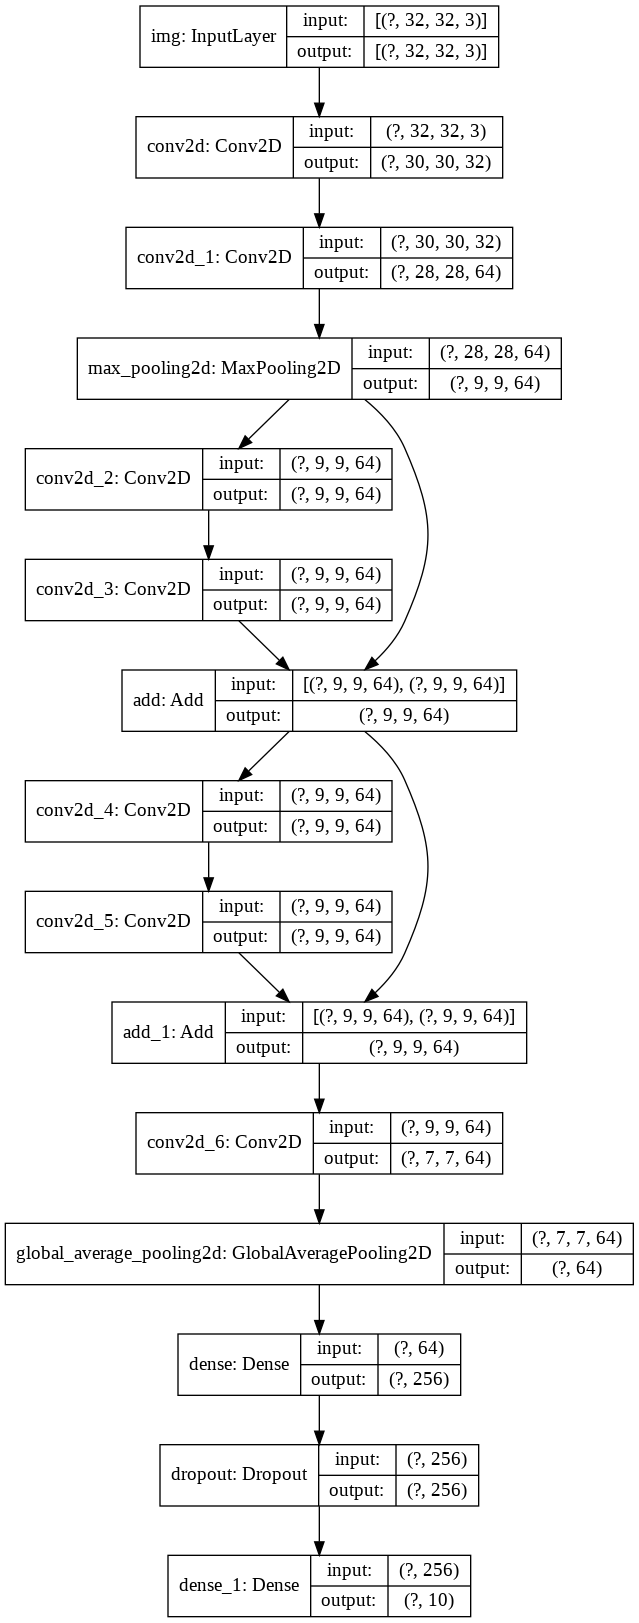 img: InputLayer input: [(?, 32, 32, 3)]
output: [(?, 32, 32, 3)]
conv2d: Conv2D input: (?, 32, 32, 3)
output: (?, 30, 30, 32)
conv2d_1: Conv2D input: (?, 30, 30, 32)
output: (?, 28, 28, 64)
max_pooling2d: MaxPooling2D input: (?, 28, 28, 64)
output: (?, 9, 9, 64)
conv2d_2: Conv2D input: (?, 9, 9, 64)
output: (?, 9, 9, 64)
conv2d_3: Conv2D input: (?, 9, 9, 64)
output: (?, 9, 9, 64)
add: Add input: [(?, 9, 9, 64), (?, 9, 9, 64)]
output: (?, 9, 9, 64)
conv2d_4: Conv2D input: (?, 9, 9, 64)
output: (?, 9, 9, 64)
conv2d_5: Conv2D input: (?, 9, 9, 64)
output: (?, 9, 9, 64)
add_1: Add input: [(?, 9, 9, 64), (?, 9, 9, 64)]
output: (?, 9, 9, 64)
conv2d_6: Conv2D input: (?, 9, 9, 64)
output: (?, 7, 7, 64)
global_average_pooling2d: GlobalAveragePooling2D input: (?, 7, 7, 64)
output: (?, 64)
dense: Dense input: (?, 64)
output: (?, 256)
dropout: Dropout input: (?, 256)
output: (?, 256)
dense_1: Dense input: (?, 256)
output: (?, 10)